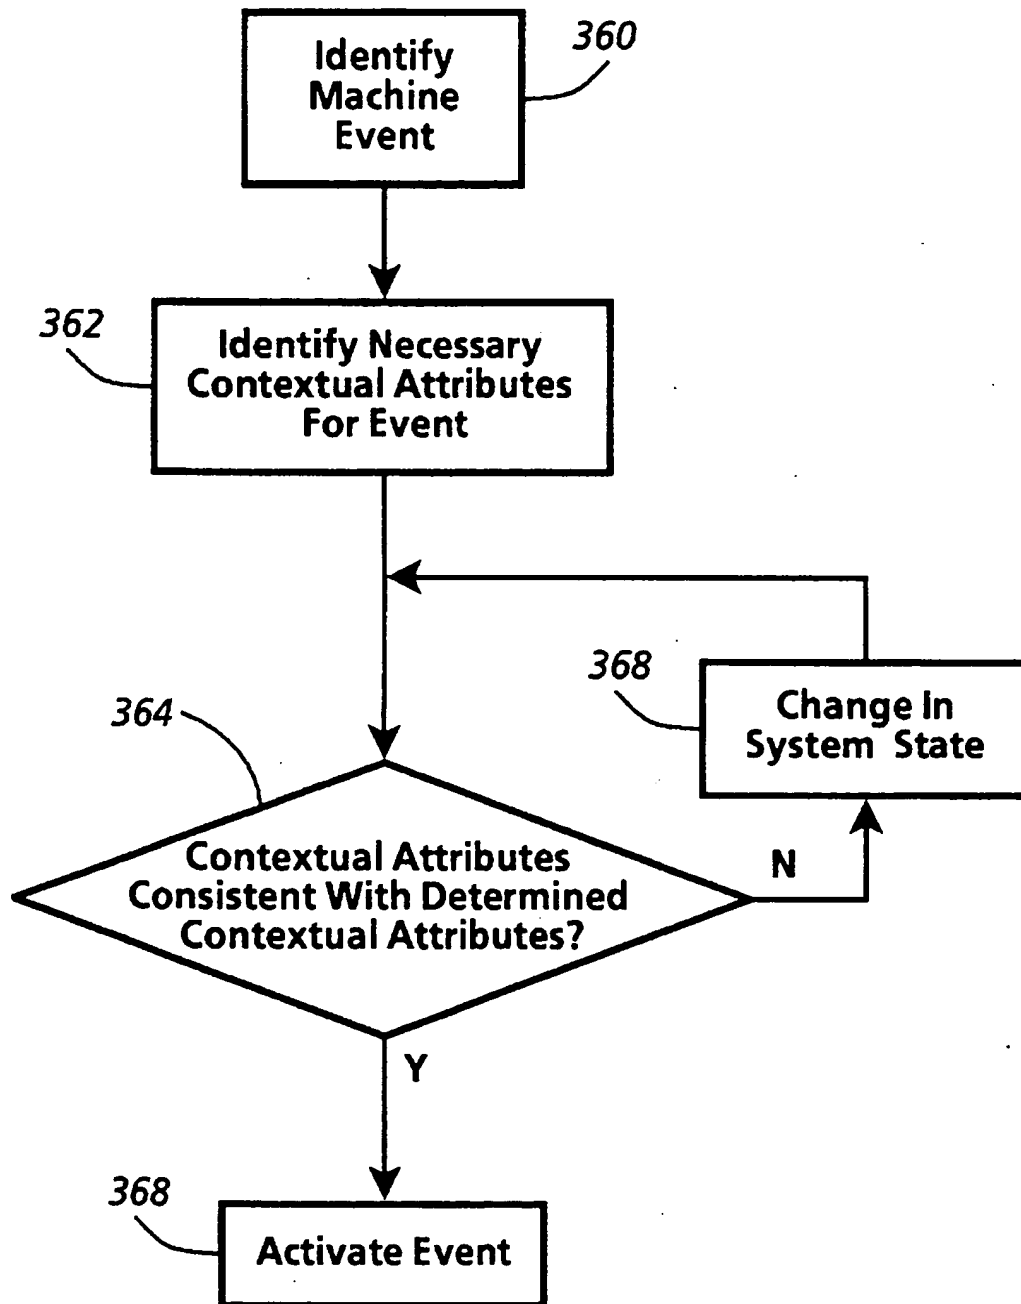 Identify
Machine
Event
360
362
Identify Necessary
Contextual Attributes
For Event
368
Change In
System State
364
Contextual Attributes
Consistent With Determined
Contextual Attributes?
N
Y
368
Activate Event